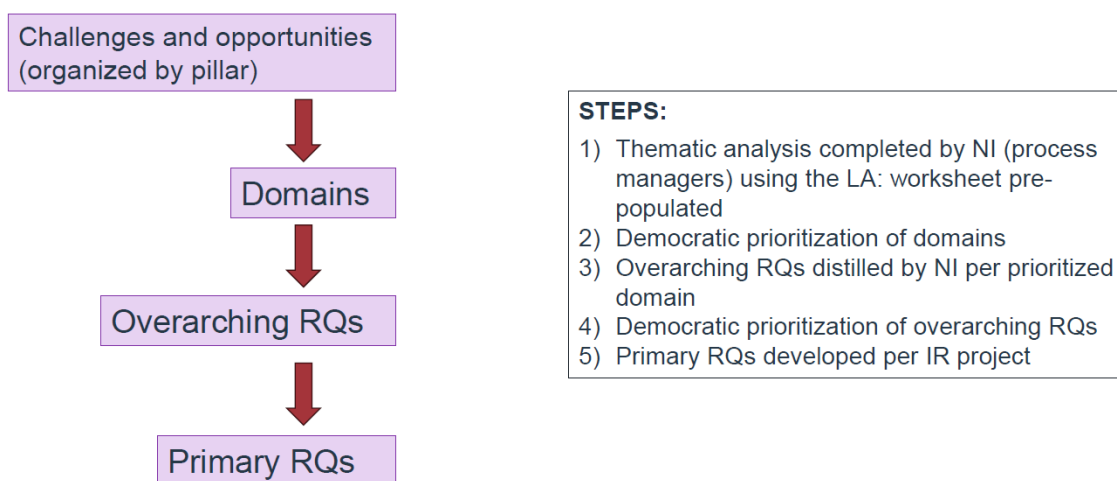 Challenges and opportunities
(organized by pillar)
Domains
Overarching RQs
Primary RQs
STEPS:
1) Thematic analysis completed by NI (process
managers) using the LA: worksheet pre-
populated
2) Democratic prioritization of domains
3) Overarching RQs distilled by NI per prioritized
domain
4) Democratic prioritization of overarching RQs
5) Primary RQs developed per IR project